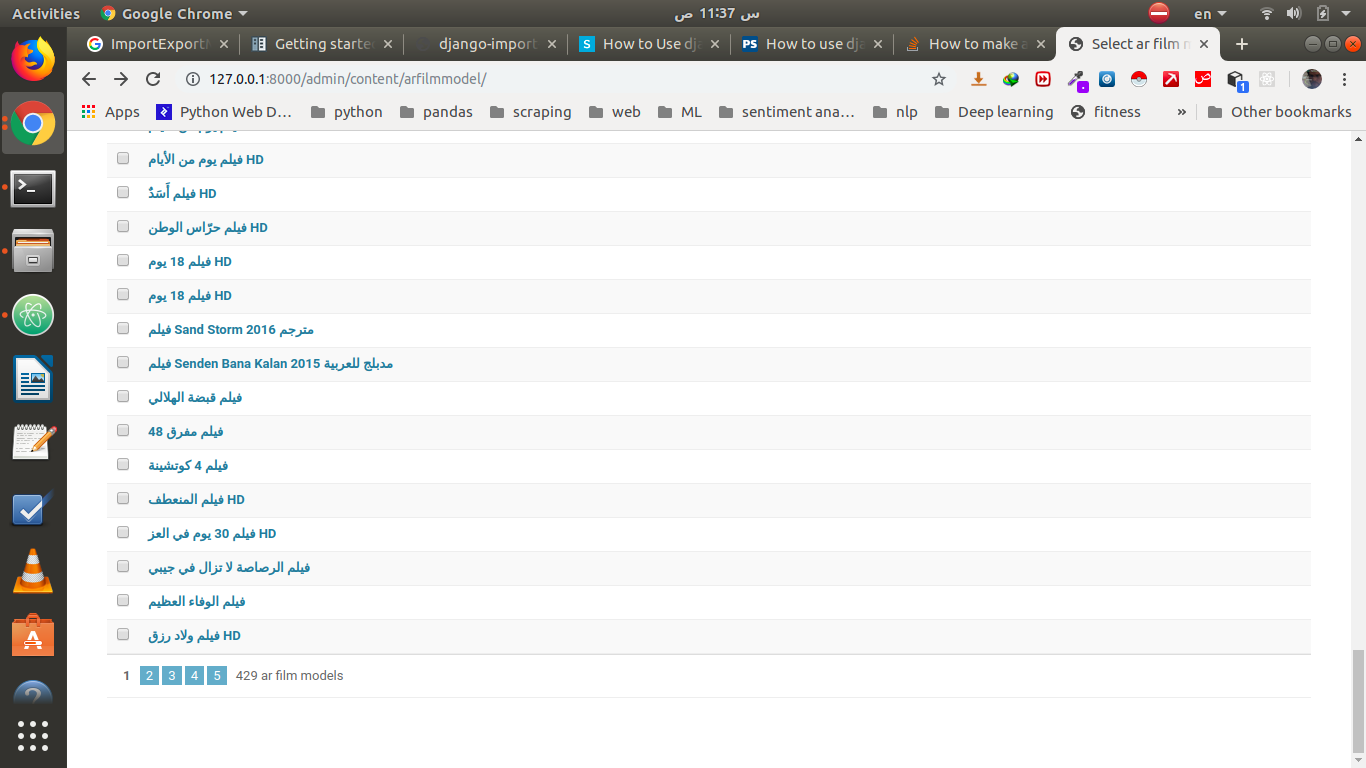 Activities Google Chrome س 11:37 ص en
ImportExport Getting starte django-import How to Use dja How to use dja How to make a Select ar film m
127.0.0.1:8000/admin/content/arfilmmodel/
Apps Python Web D... python pandas scraping web ML sentiment ana... nlp Deep learning fitness » Other bookmarks
فيلم يوم من الأيام HD
فيلم أَسَدٌ HD
فيلم حرّاس الوطن HD
فيلم 18 يوم HD
فيلم 18 يوم HD
فيلم Sand Storm 2016 مترجم
فيلم Senden Bana Kalan 2015 مدبلج للعربية
فيلم قبضة الهلالي
فيلم مفرق 48
فيلم 4 كوتشينة
فيلم المنعطف HD
فيلم 30 يوم في العز HD
فيلم الرصاصة لا تزال في جيبي
فيلم الوفاء العظيم
فيلم ولاد رزق HD
1 2 3 4 5 429 ar film models